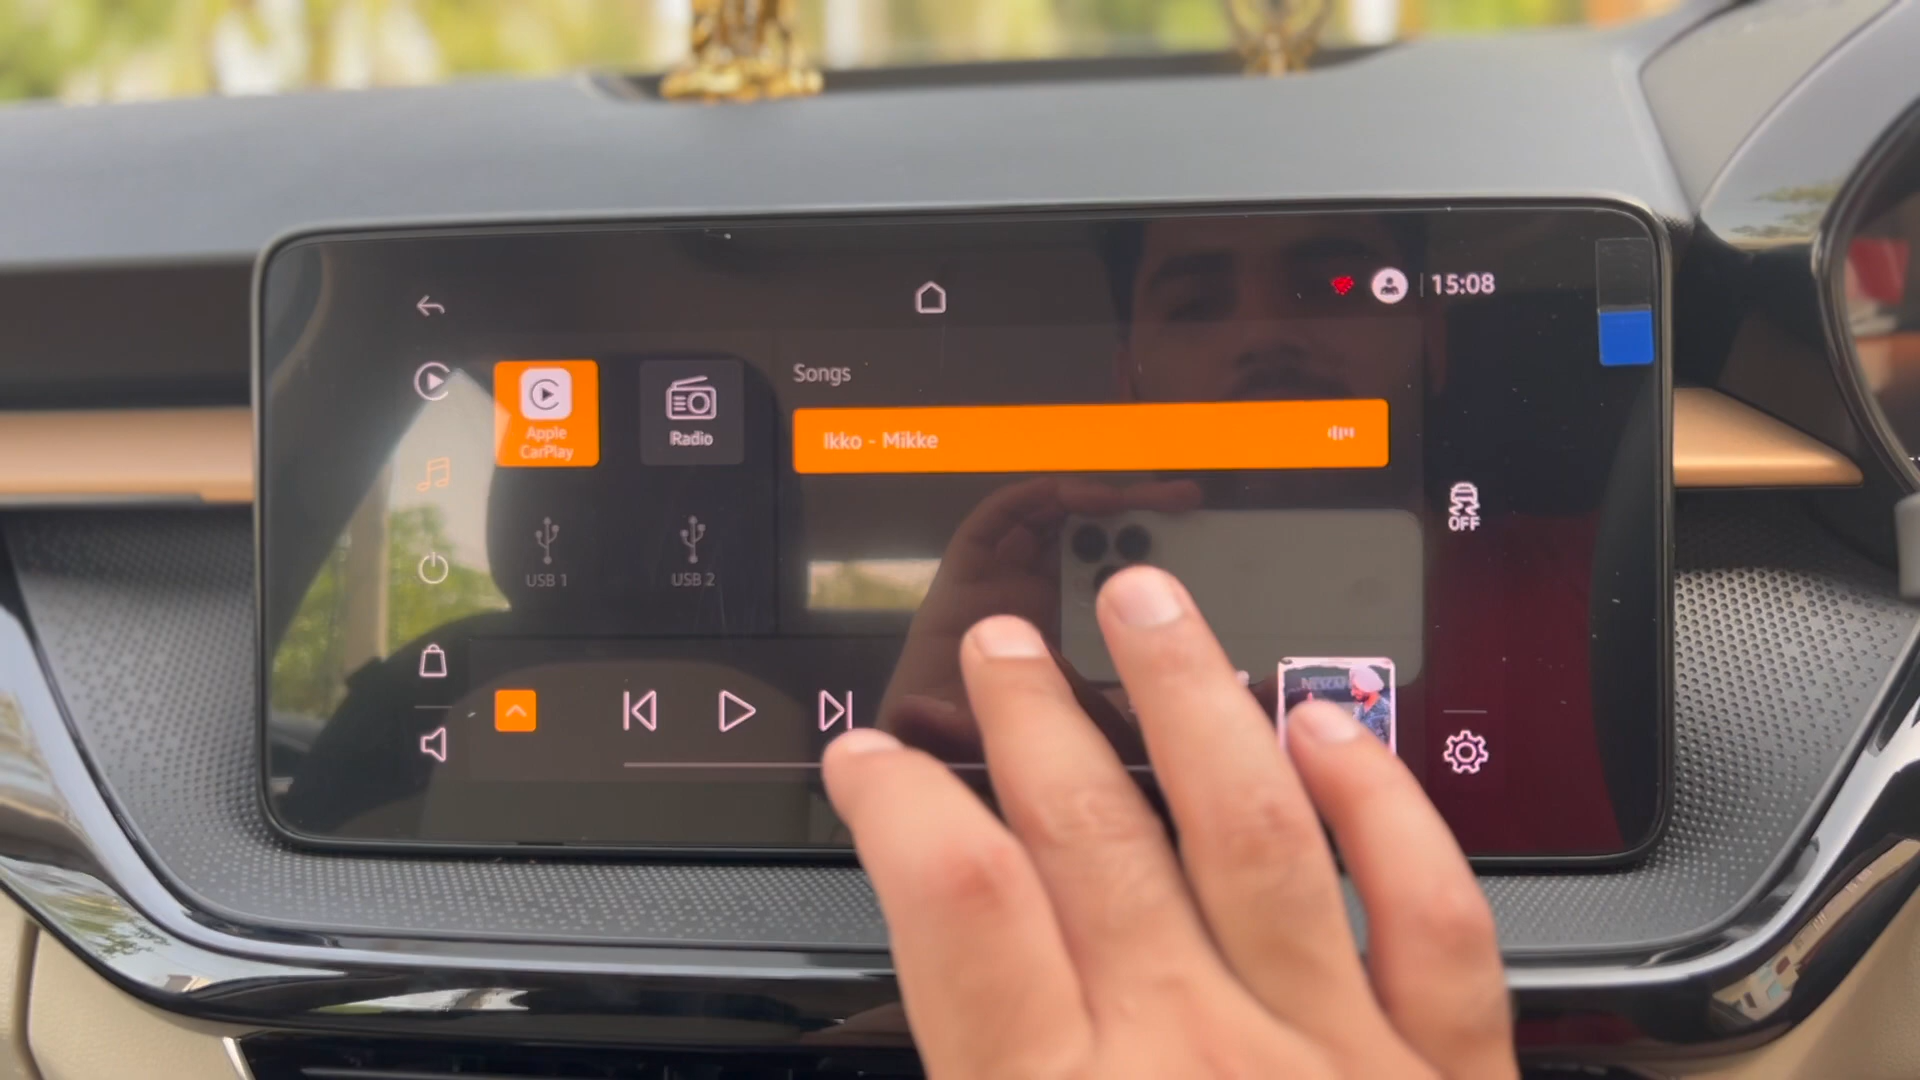 15:08
Apple
CarPlay
Radio
Songs
Ikko - Mikke
OFF
USB 1
USB 2